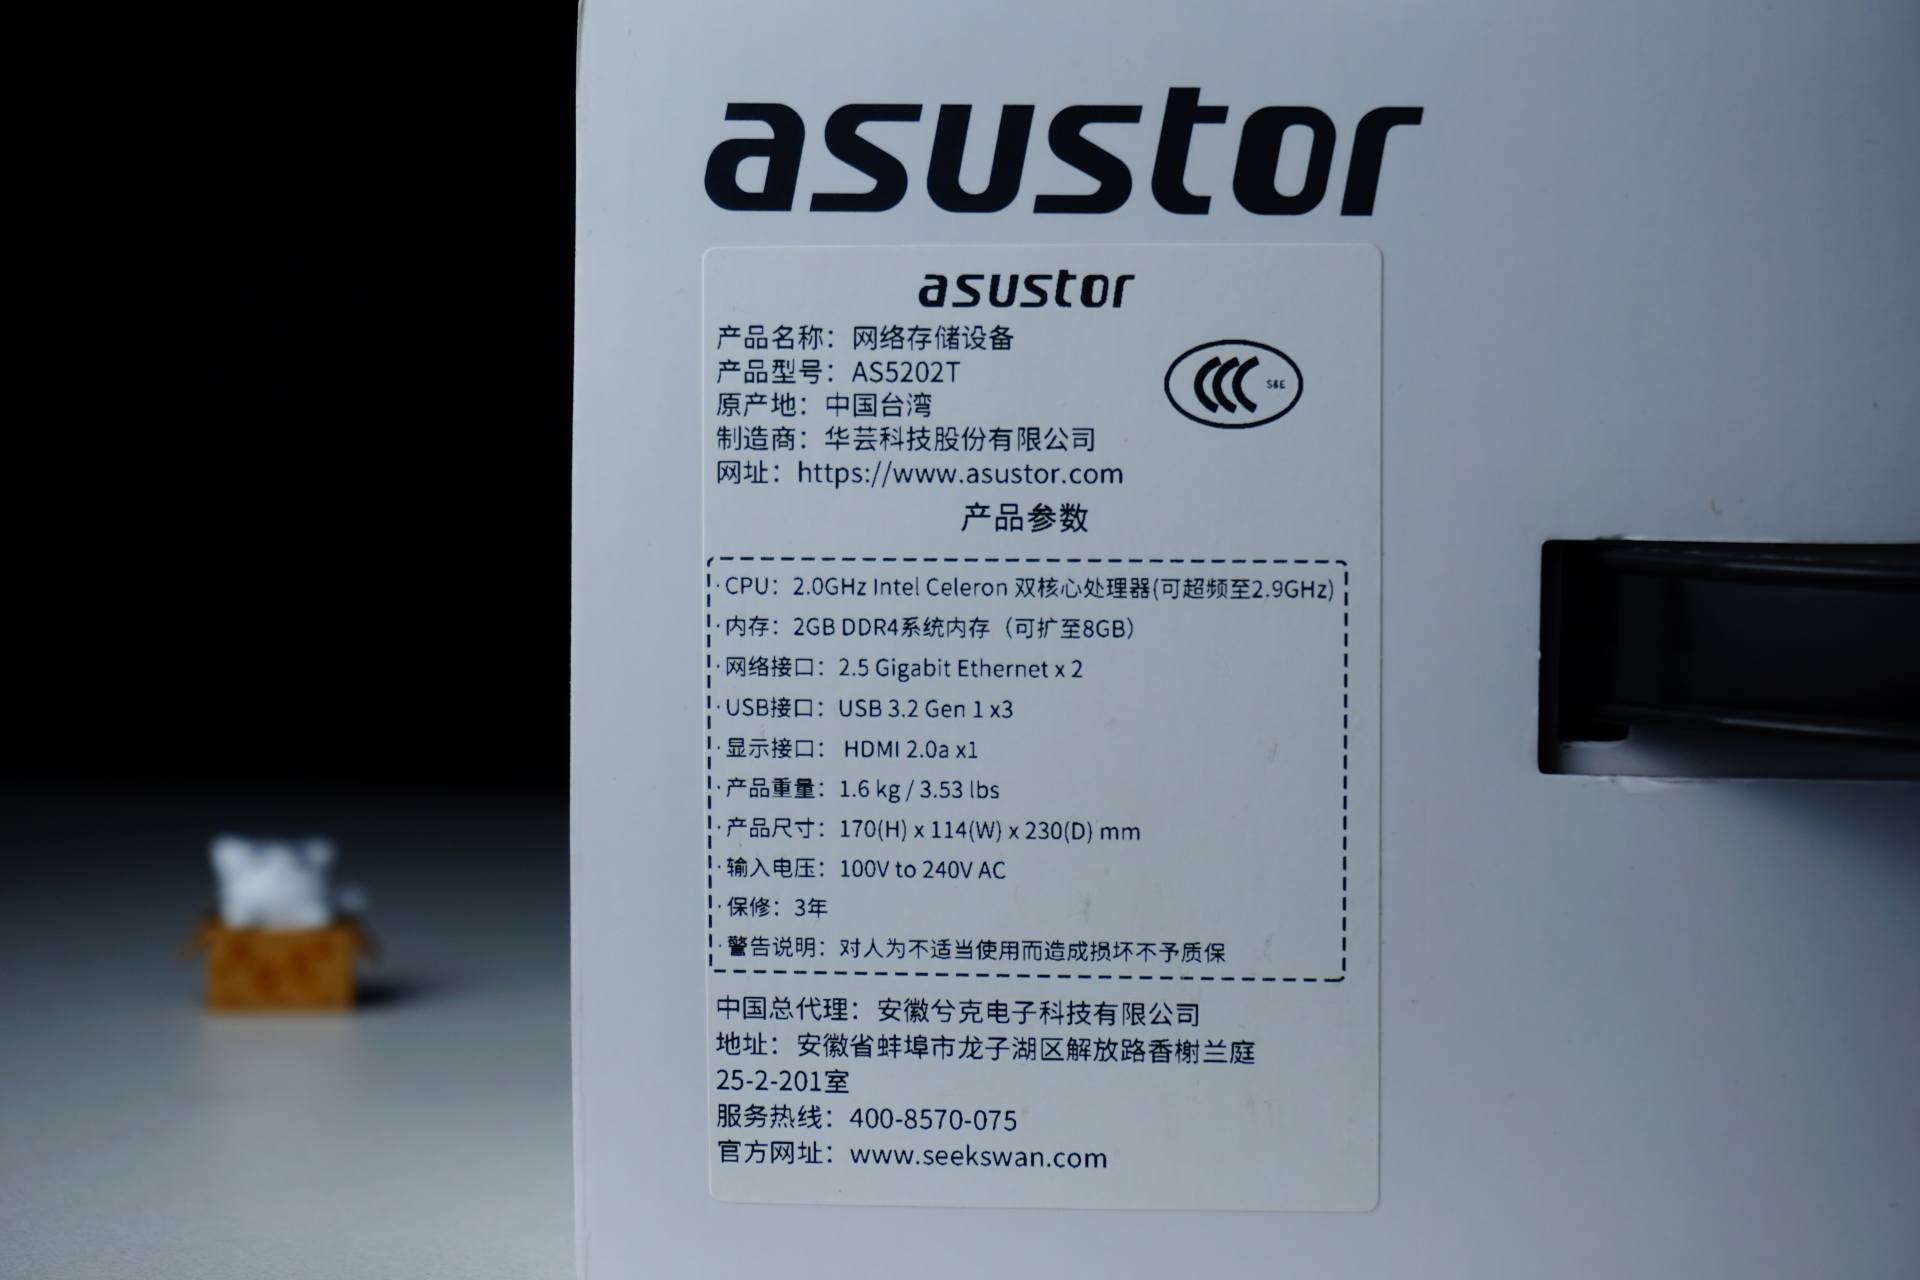 asustor
asustor
产品名称：网络存储设备
产品型号：AS5202T
原产地：中国台湾
制造商：华芸科技股份有限公司
网址：https://www.asustor.com
S&E
产品参数
·CPU：2.0GHz Intel Celeron 双核心处理器(可超频至2.9GHz)
·内存：2GB DDR4系统内存（可扩至8GB）
·网络接口：2.5 Gigabit Ethernet x 2
·USB接口：USB 3.2 Gen 1 x3
·显示接口： HDMI 2.0a x1
·产品重量：1.6 kg / 3.53 lbs
·产品尺寸：170(H) x 114(W) x 230(D) mm
·输入电压：100V to 240V AC
·保修：3年
·警告说明：对人为不适当使用而造成损坏不予质保
中国总代理：安徽兮克电子科技有限公司
地址：安徽省蚌埠市龙子湖区解放路香榭兰庭
25-2-201室
服务热线：400-8570-075
官方网址：www.seekswan.com